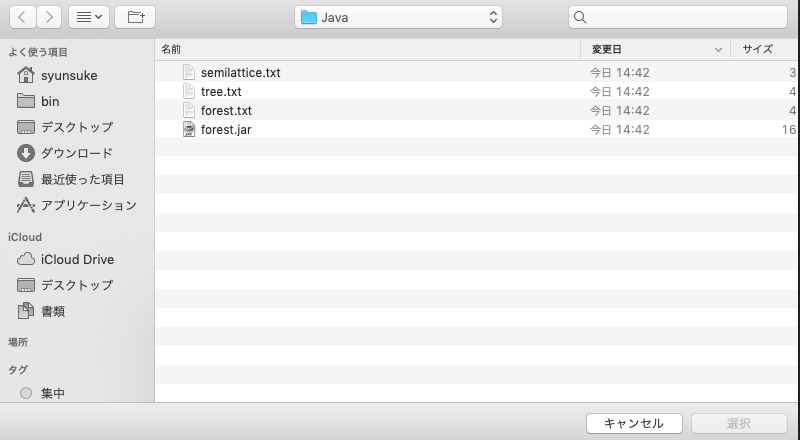 Java
よく使う項目
syunsuke
bin
デスクトップ
ダウンロード
最近使った項目
アプリケーション
iCloud
iCloud Drive
デスクトップ
書類
場所
タグ
集中
名前 変更日 サイズ
semilattice.txt 今日 14:42 3
tree.txt 今日 14:42 4
forest.txt 今日 14:42 4
forest.jar 今日 14:42 16
キャンセル 選択